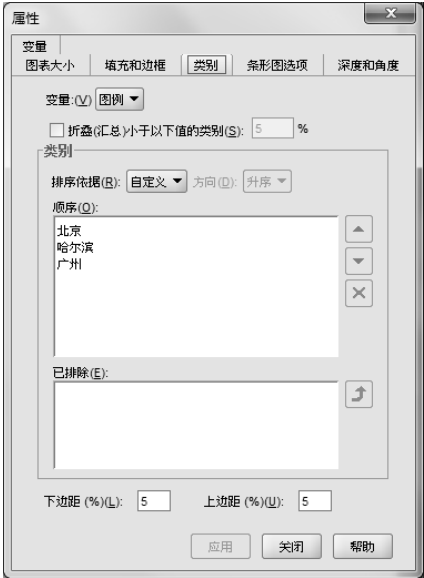 属性
变量
图表大小 填充和边框 类别 条形图选项 深度和角度
变量:(V) 图例
折叠(汇总)小于以下值的类别(S): 5 %
类别
排序依据(R): 自定义 方向(D): 升序
顺序(O):
北京
哈尔滨
广州
已排除(E):
下边距 (%)(L): 5 上边距 (%)(U): 5
应用 关闭 帮助